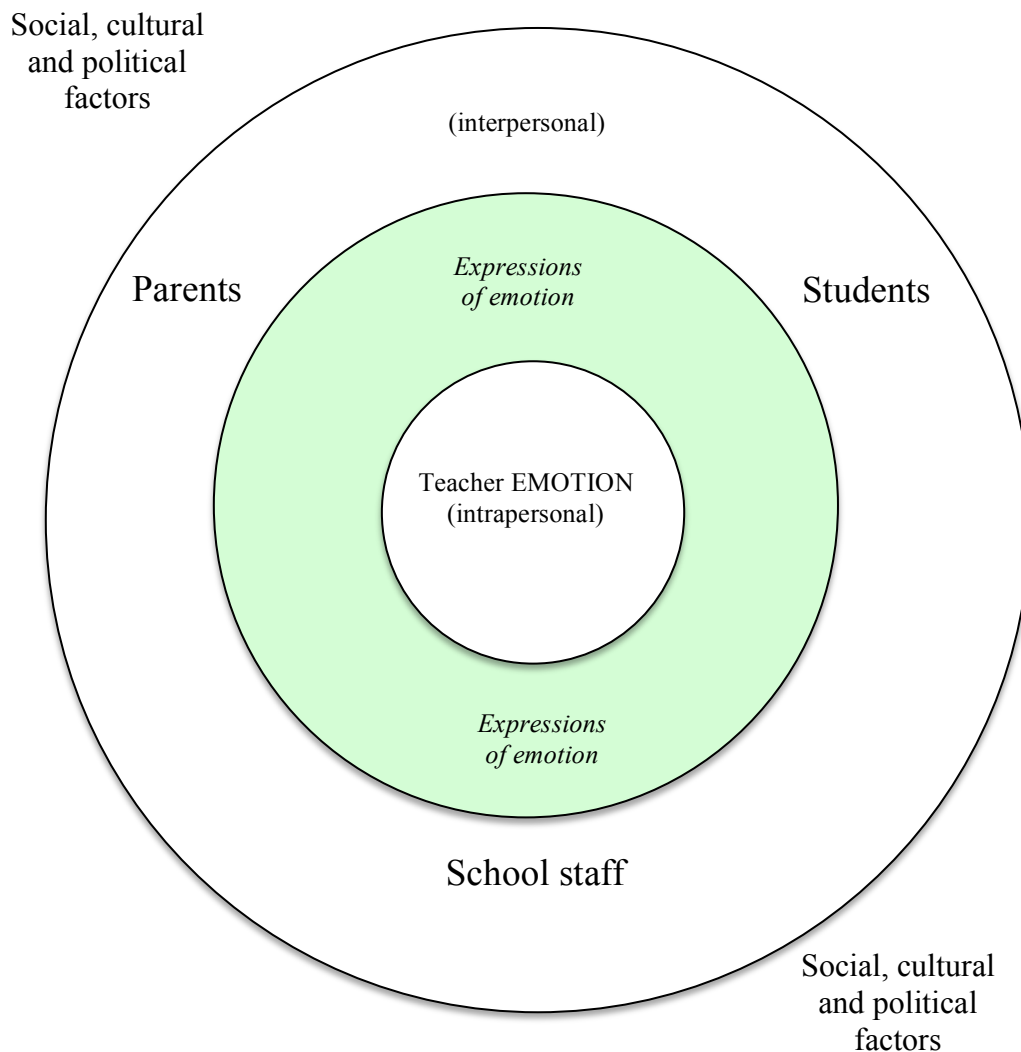 Social, cultural
and political
factors
(interpersonal)
Expressions
of emotion
Parents
Students
Teacher EMOTION
(intrapersonal)
Expressions
of emotion
School staff
Social, cultural
and political
factors